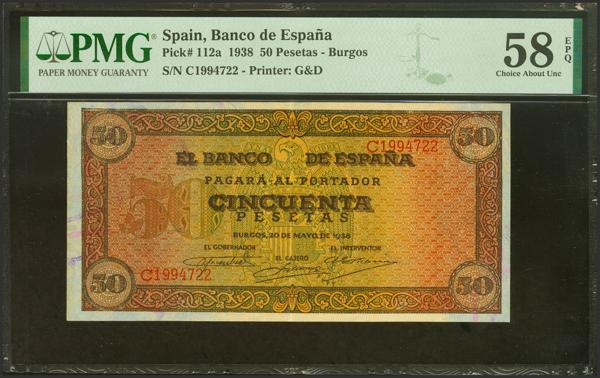 PMG
PAPER MONEY GUARANTY
Spain, Banco de España
Pick# 112a 1938 50 Pesetas - Burgos
S/N C1994722 - Printer: G&D
58 EPQ
Choice About Unc
50
50
C1994722
EL BANCO DE ESPAÑA
PAGARÁ AL PORTADOR
50
CINCUENTA
PESETAS
BURGOS, 20 DE MAYO DE 1938
EL GOBERNADOR
EL CAJERO
EL INTERVENTOR
C1994722
50
50